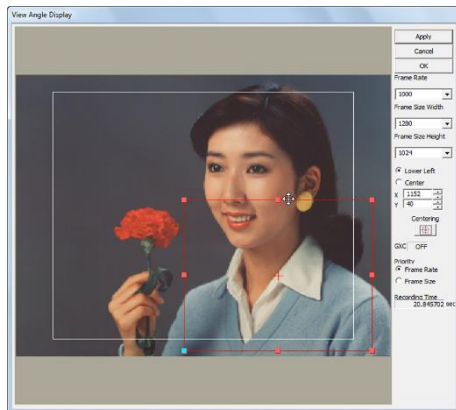 View Angle Display
Apply
Cancel
OK
Frame Rate
1000
Frame Size Width
1280
Frame Size Height
1024
Lower Left
Center
X 1152
Y 40
Centering
GXC OFF
Priority
Frame Rate
Frame Size
Recording Time
20.845702 sec